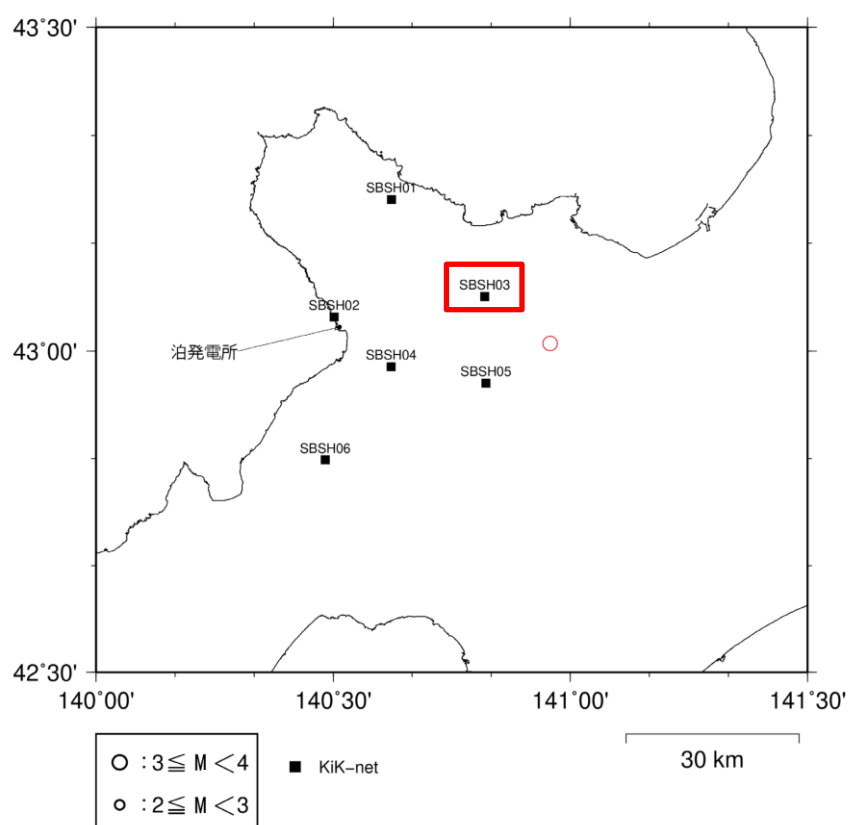 43°30'
SBSH01
SBSH03
SBSH02
泊発電所
43°00'
SBSH04
SBSH05
SBSH06
42°30'
140°00'
140°30'
141°00'
141°30'
:3≦ M <4
:2≦ M <3
KiK−net
30 km